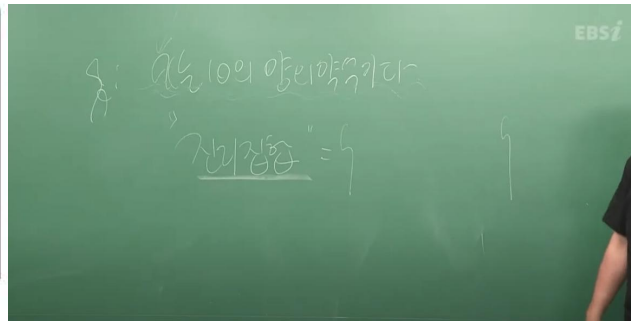 EBSi
p: x는 10의 양의 약수이다
"진리집합" = {          }